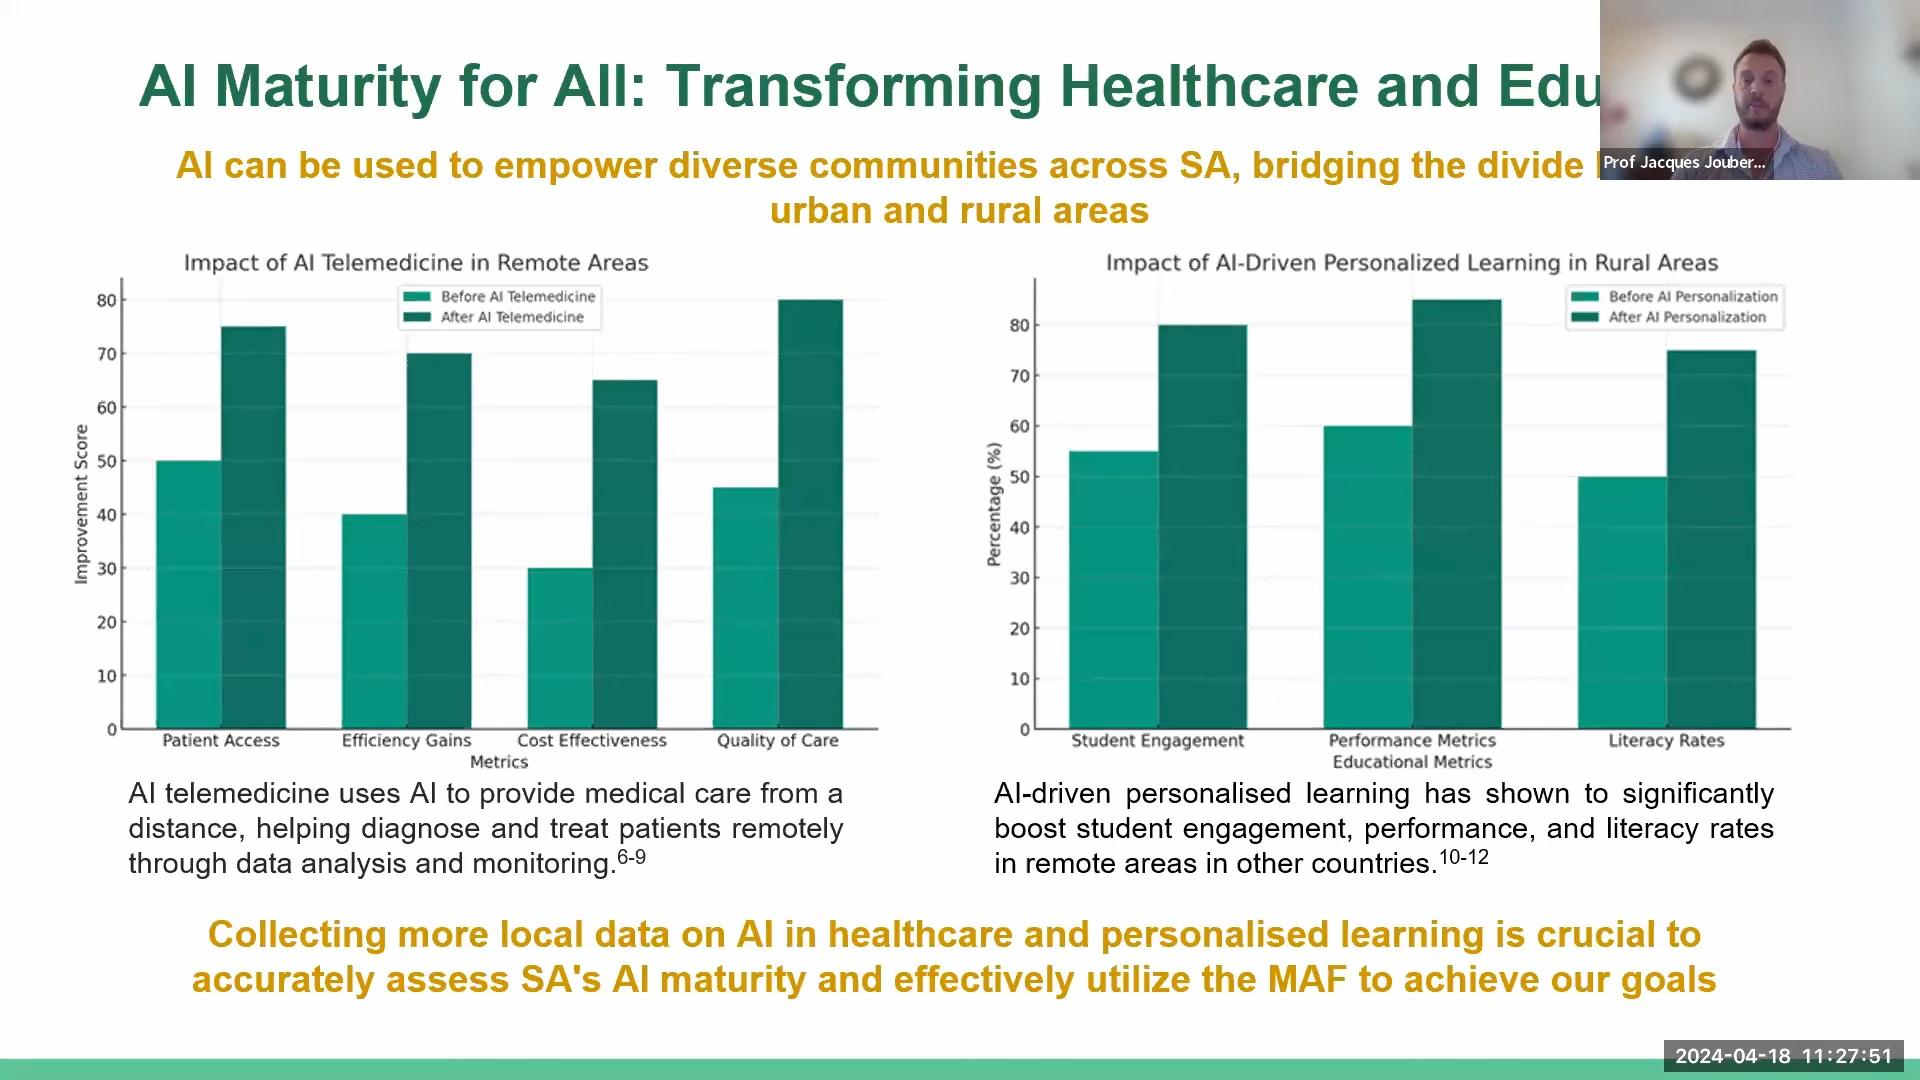 AI Maturity for All: Transforming Healthcare and Edu
Prof Jacques Jouber...
AI can be used to empower diverse communities across SA, bridging the divide
urban and rural areas
Impact of AI Telemedicine in Remote Areas
Before AI Telemedicine
After AI Telemedicine
Improvement Score
80
70
60
50
40
30
20
10
0
Patient Access
Efficiency Gains
Cost Effectiveness
Quality of Care
Metrics
AI telemedicine uses AI to provide medical care from a
distance, helping diagnose and treat patients remotely
through data analysis and monitoring.6-9
Impact of AI-Driven Personalized Learning in Rural Areas
Before AI Personalization
After AI Personalization
Percentage (%)
80
70
60
50
40
30
20
10
0
Student Engagement
Performance Metrics
Literacy Rates
Educational Metrics
AI-driven personalised learning has shown to significantly
boost student engagement, performance, and literacy rates
in remote areas in other countries.10-12
Collecting more local data on AI in healthcare and personalised learning is crucial to
accurately assess SA's AI maturity and effectively utilize the MAF to achieve our goals
2024-04-18 11:27:51